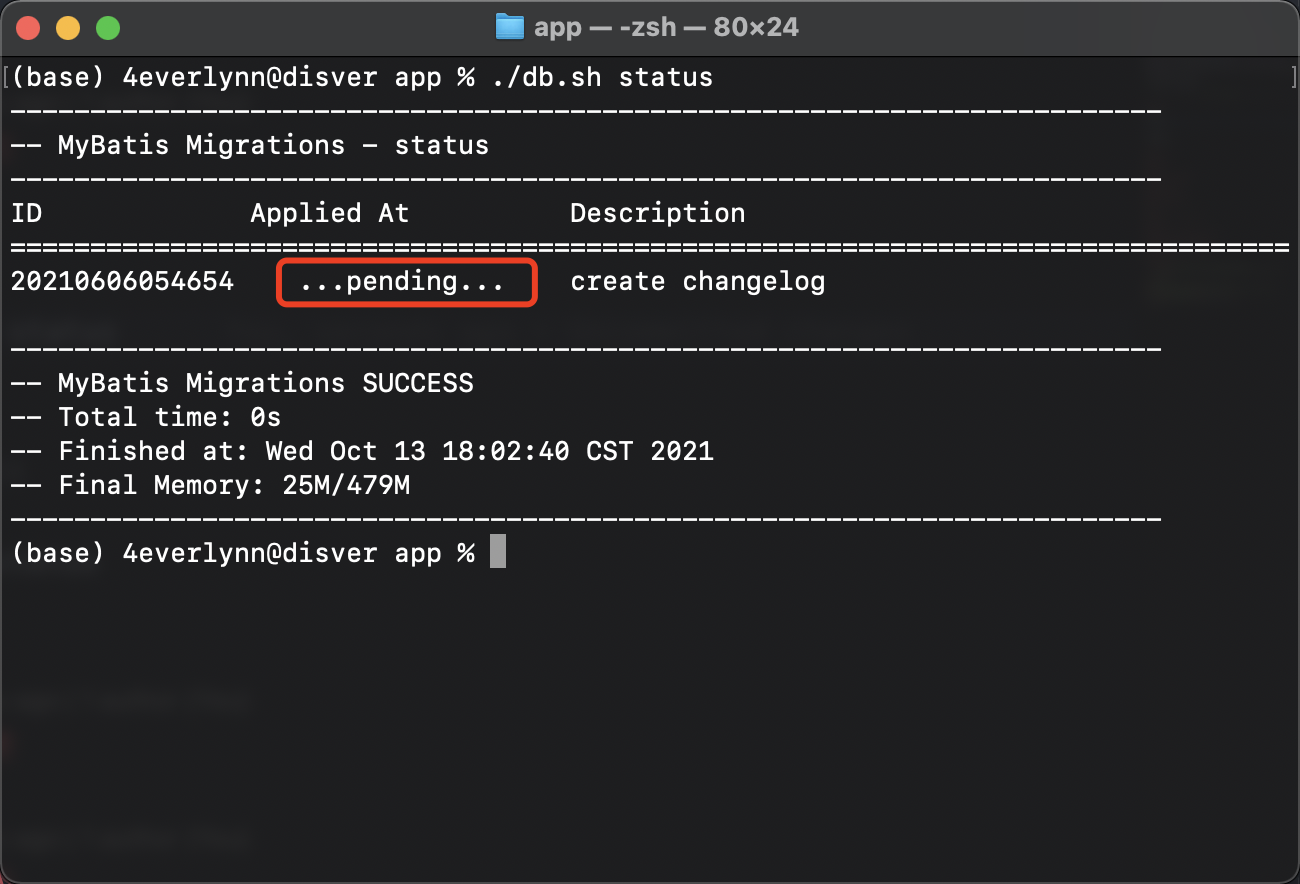 app — -zsh — 80×24
(base) 4everlynn@disver app % ./db.sh status
------------------------------------------------------------------------
-- MyBatis Migrations - status
------------------------------------------------------------------------
ID             Applied At          Description
================================================================================
20210606054654    ...pending...    create changelog
------------------------------------------------------------------------
-- MyBatis Migrations SUCCESS
-- Total time: 0s
-- Finished at: Wed Oct 13 18:02:40 CST 2021
-- Final Memory: 25M/479M
------------------------------------------------------------------------
(base) 4everlynn@disver app %